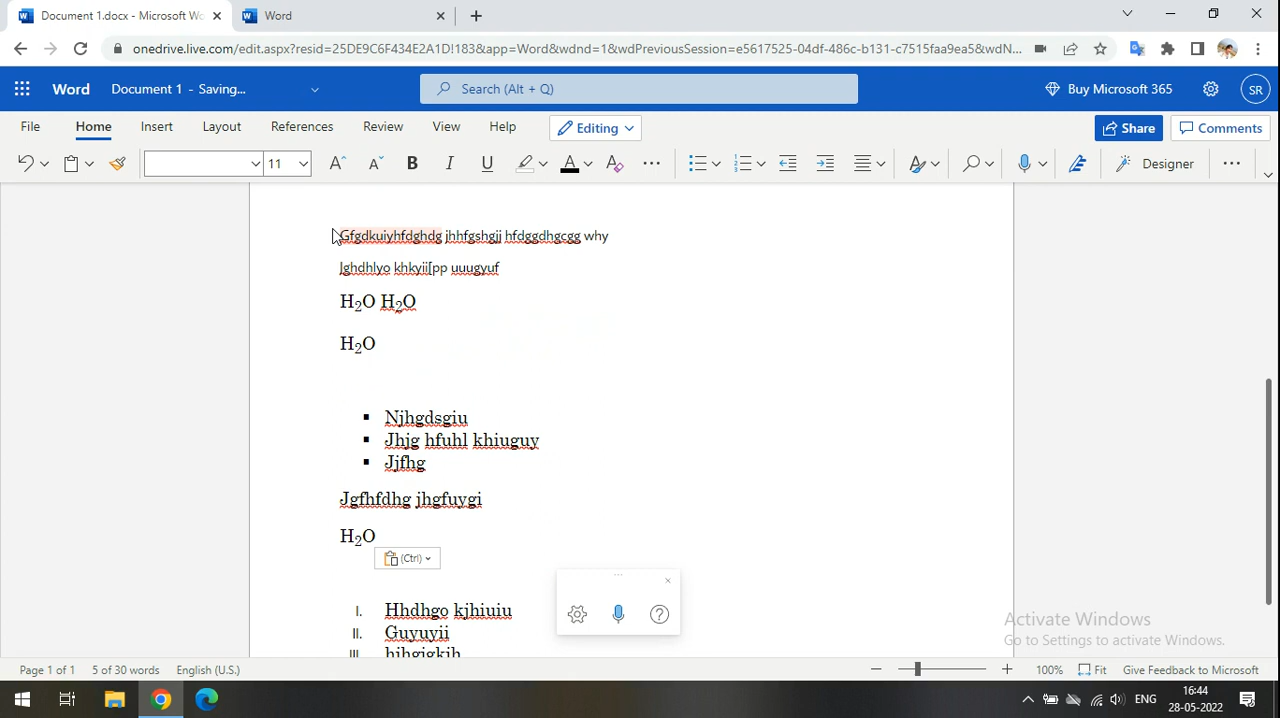 Document 1.docx - Microsoft Wo
Word
onedrive.live.com/edit.aspx?resid=25DE9C6F434E2A1D!183&app=Word&wdnd=1&wdPreviousSession=e5617525-04df-486c-b131-c7515faa9ea5&wdN...
Word Document 1 - Saving... Search (Alt + Q) Buy Microsoft 365 SR
File Home Insert Layout References Review View Help Editing Share Comments
11 B I U A Designer
Gfgdkuiyhfdghdg jhhfgshgjj hfdggdhgcgg why
Jghdhlyo khkyii[pp uuugyuf
H₂O H₂O
H₂O
▪ Njhgdsgiu
▪ Jhjg hfuhl khiuguy
▪ Jjfhg
Jgfhfdhg jhgfuygi
H₂O
(Ctrl)
I. Hhdhgo kjhiuiu
II. Guyuyii
III. hjhgjgkjh
Activate Windows
Go to Settings to activate Windows.
Page 1 of 1 5 of 30 words English (U.S.) 100% Fit Give Feedback to Microsoft
ENG 16:44
28-05-2022